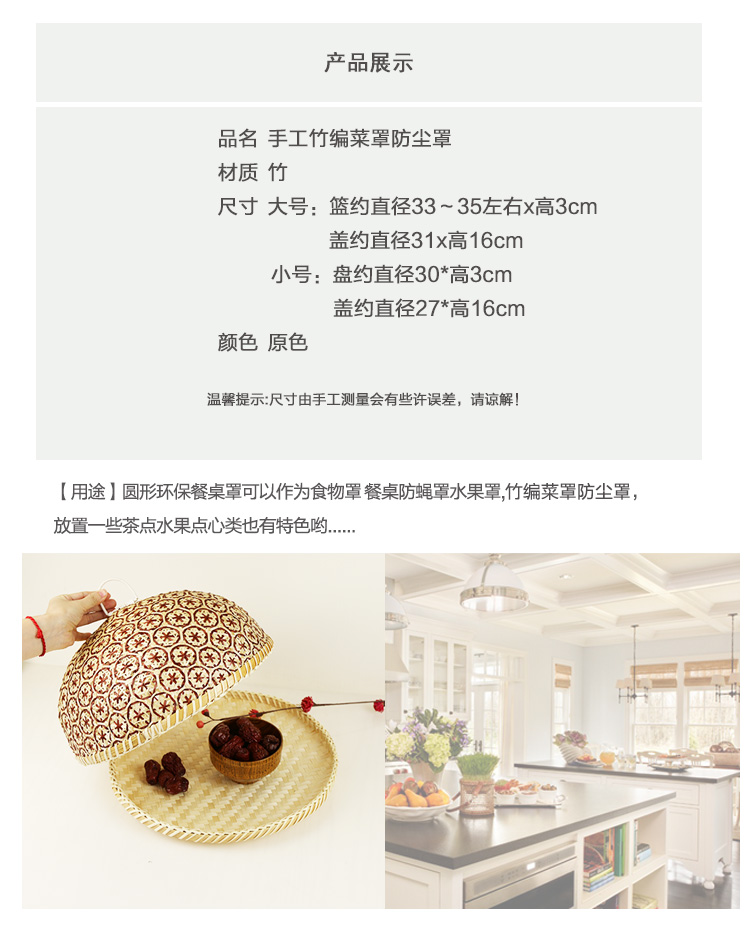 产品展示
品名 手工竹编菜罩防尘罩
材质 竹
尺寸 大号：篮约直径33～35左右x高3cm
盖约直径31x高16cm
小号：盘约直径30*高3cm
盖约直径27*高16cm
颜色 原色
温馨提示:尺寸由手工测量会有些许误差，请谅解！
【用途】圆形环保餐桌罩可以作为食物罩 餐桌防蝇罩水果罩,竹编菜罩防尘罩，
放置一些茶点水果点心类也有特色哟......